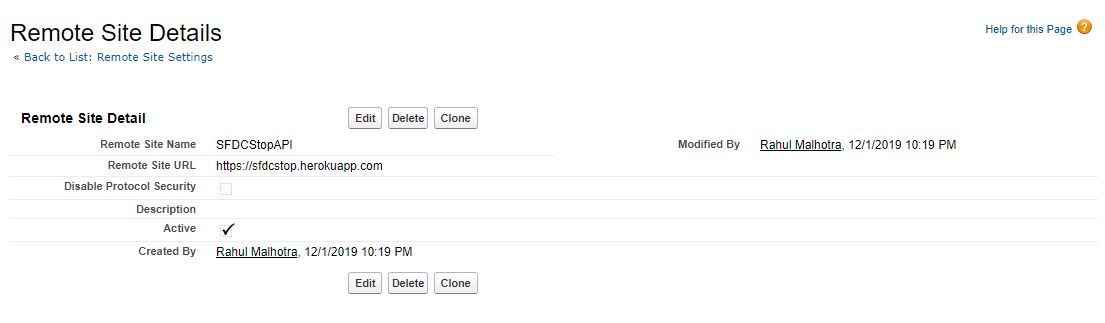 Remote Site Details
Help for this Page ?
« Back to List: Remote Site Settings
Remote Site Detail Edit Delete Clone
Remote Site Name SFDCStopAPI Modified By Rahul Malhotra, 12/1/2019 10:19 PM
Remote Site URL https://sfdcstop.herokuapp.com
Disable Protocol Security
Description
Active
Created By Rahul Malhotra, 12/1/2019 10:19 PM
Edit Delete Clone